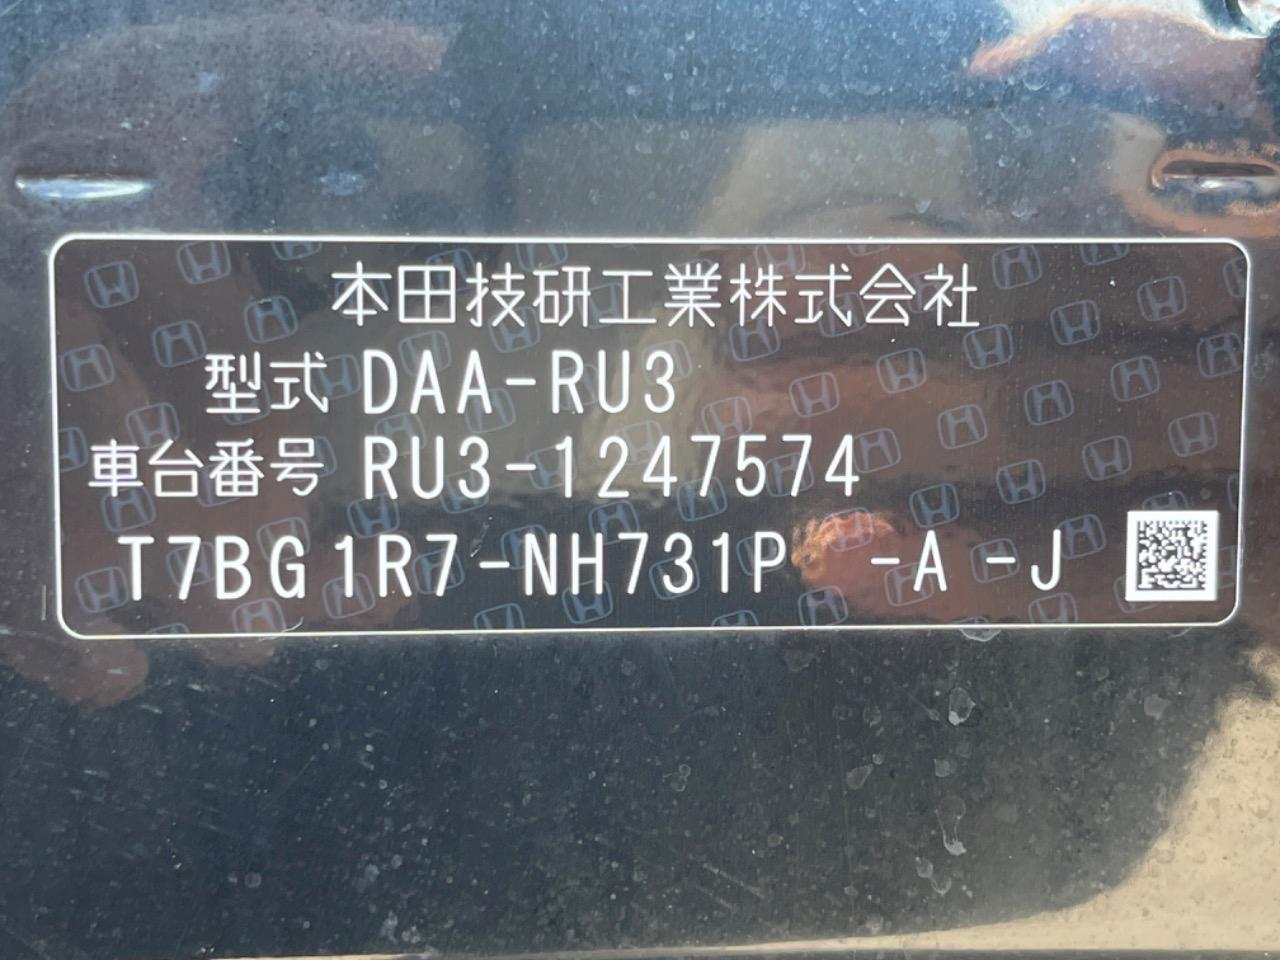 本田技研工業株式会社
型式 DAA-RU3
車台番号 RU3-1247574
T7BG1R7-NH731P -A -J